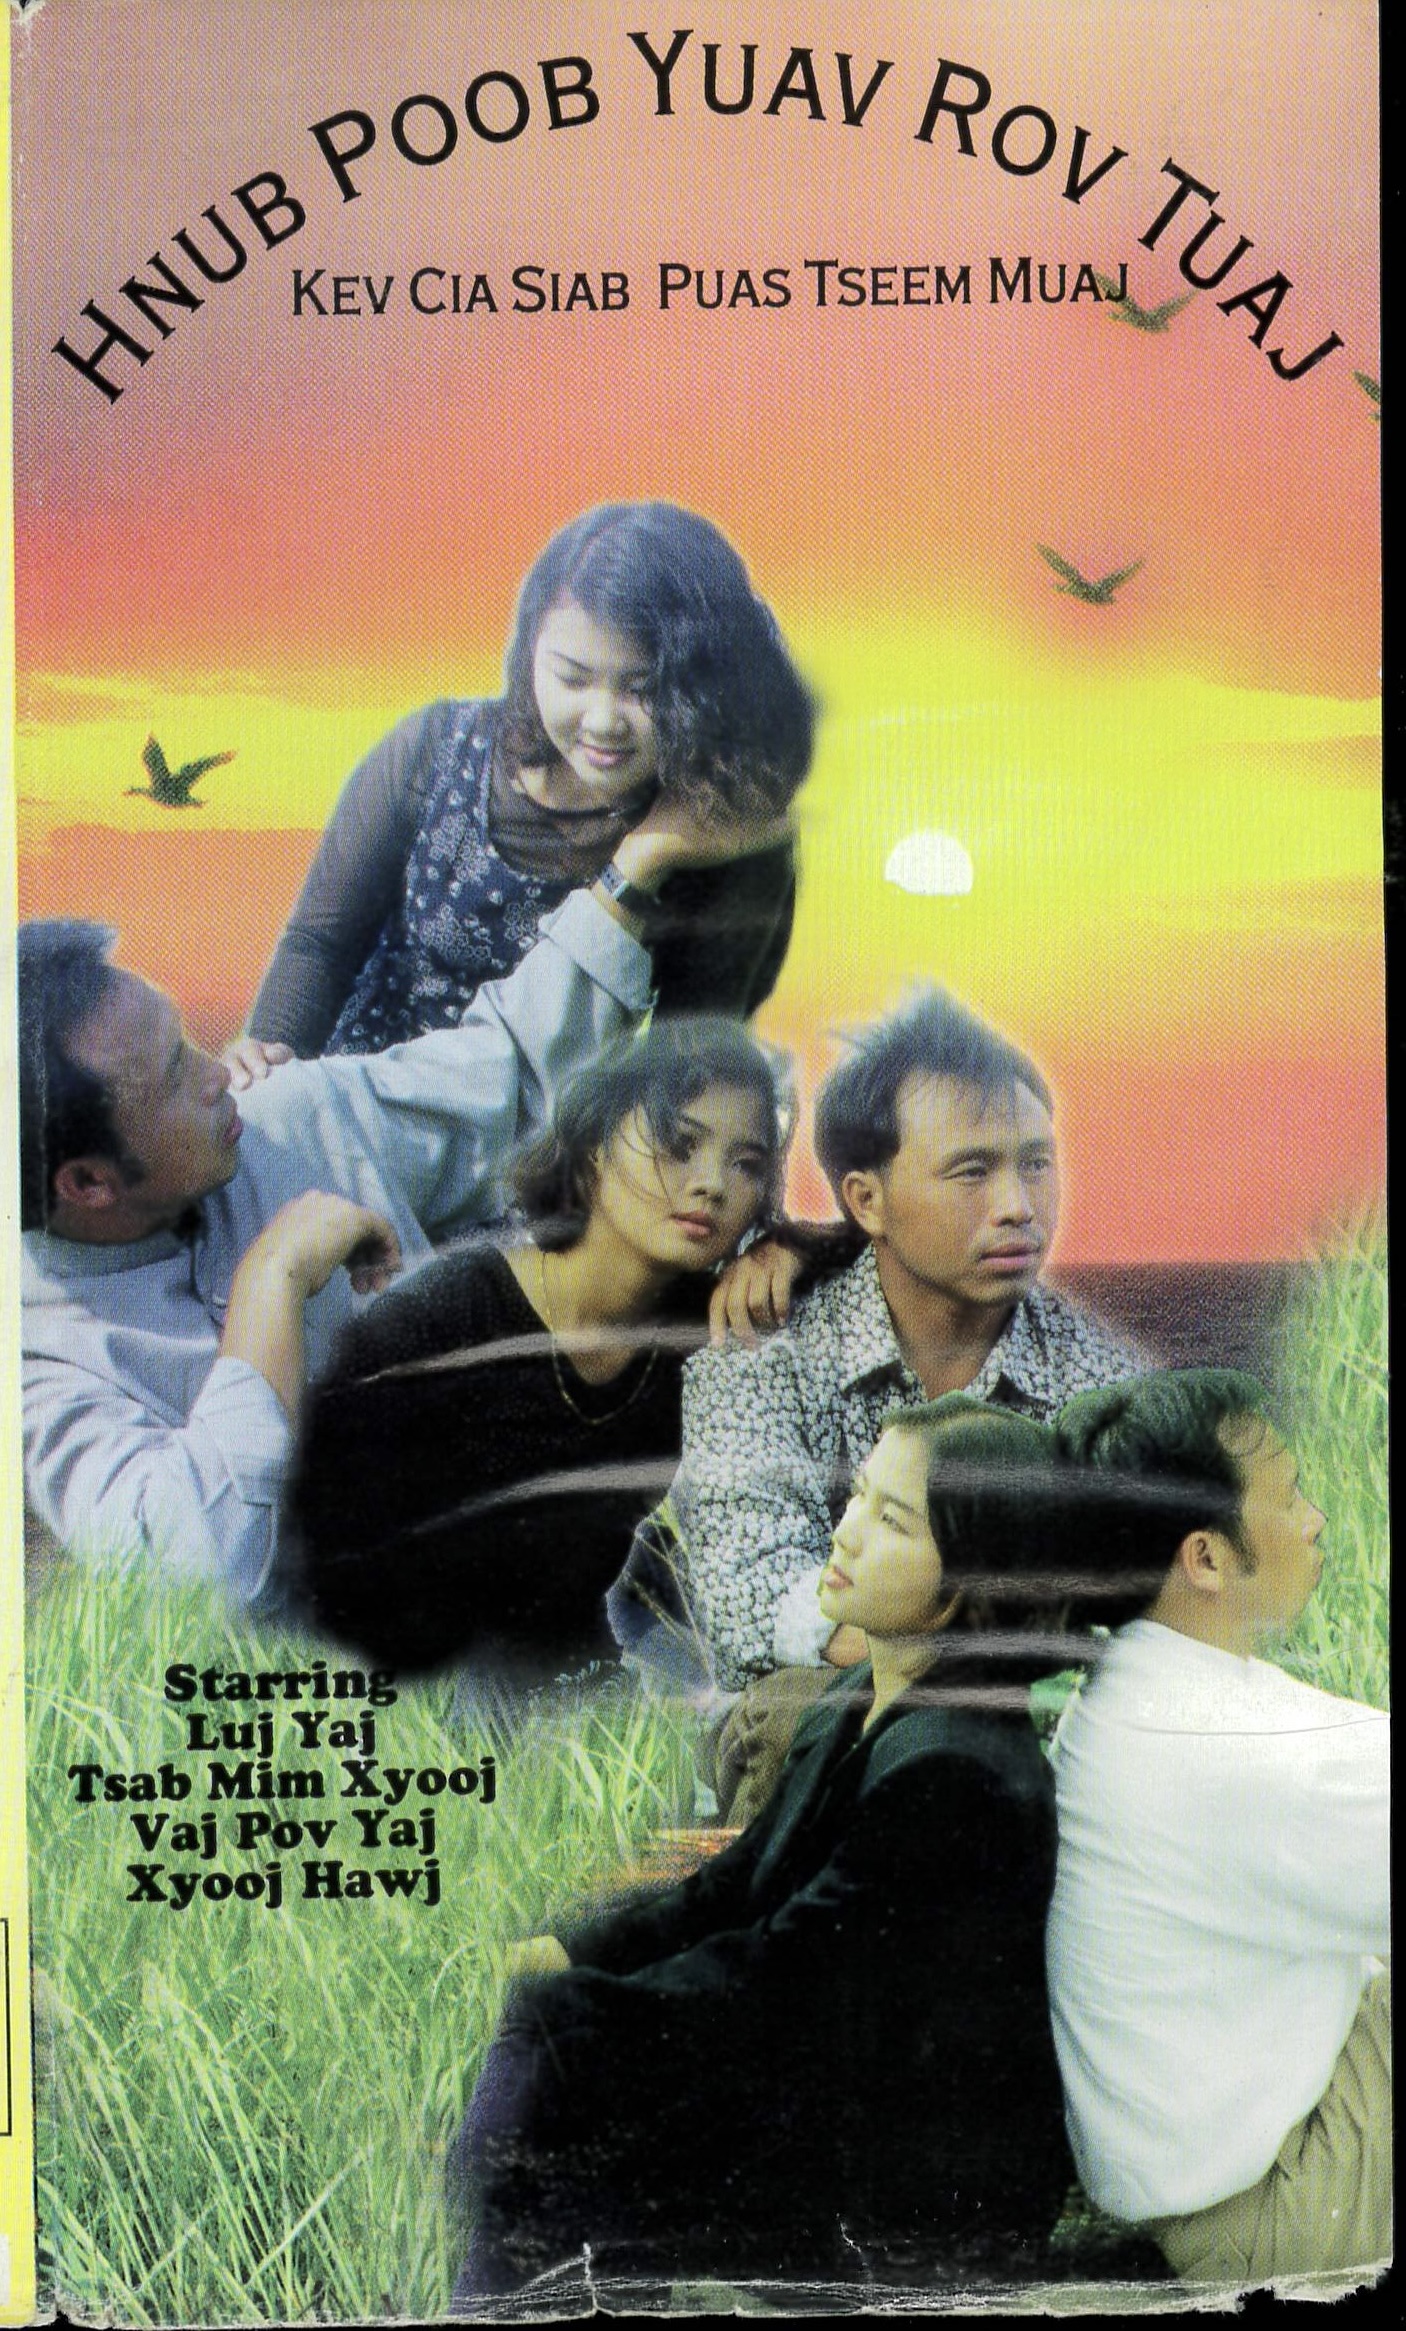 HNUB POOB YUAV ROV TUAJ
KEV CIA SIAB PUAS TSEEM MUAJ
Starring
Luj Yaj
Tsab Mim Xyooj
Vaj Pov Yaj
Xyooj Hawj